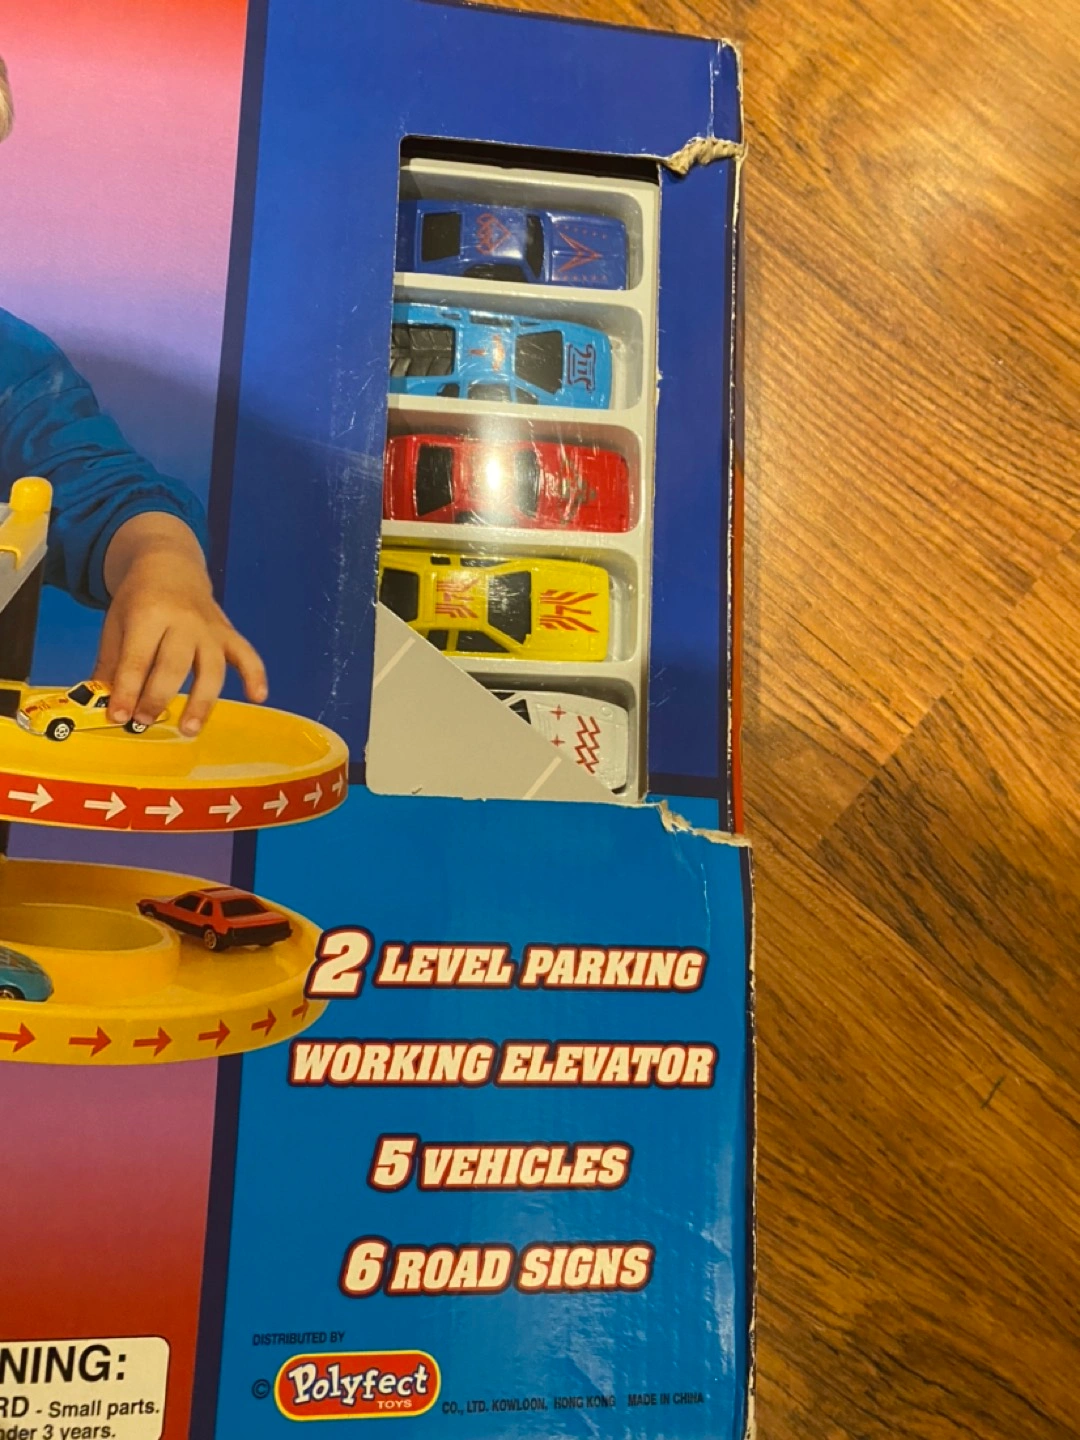 2 LEVEL PARKING
WORKING ELEVATOR
5 VEHICLES
6 ROAD SIGNS
DISTRIBUTED BY
© Polyfect
TOYS
CO., LTD. KOWLOON, HONG KONG MADE IN CHINA
NING:
RD - Small parts.
nder 3 years.